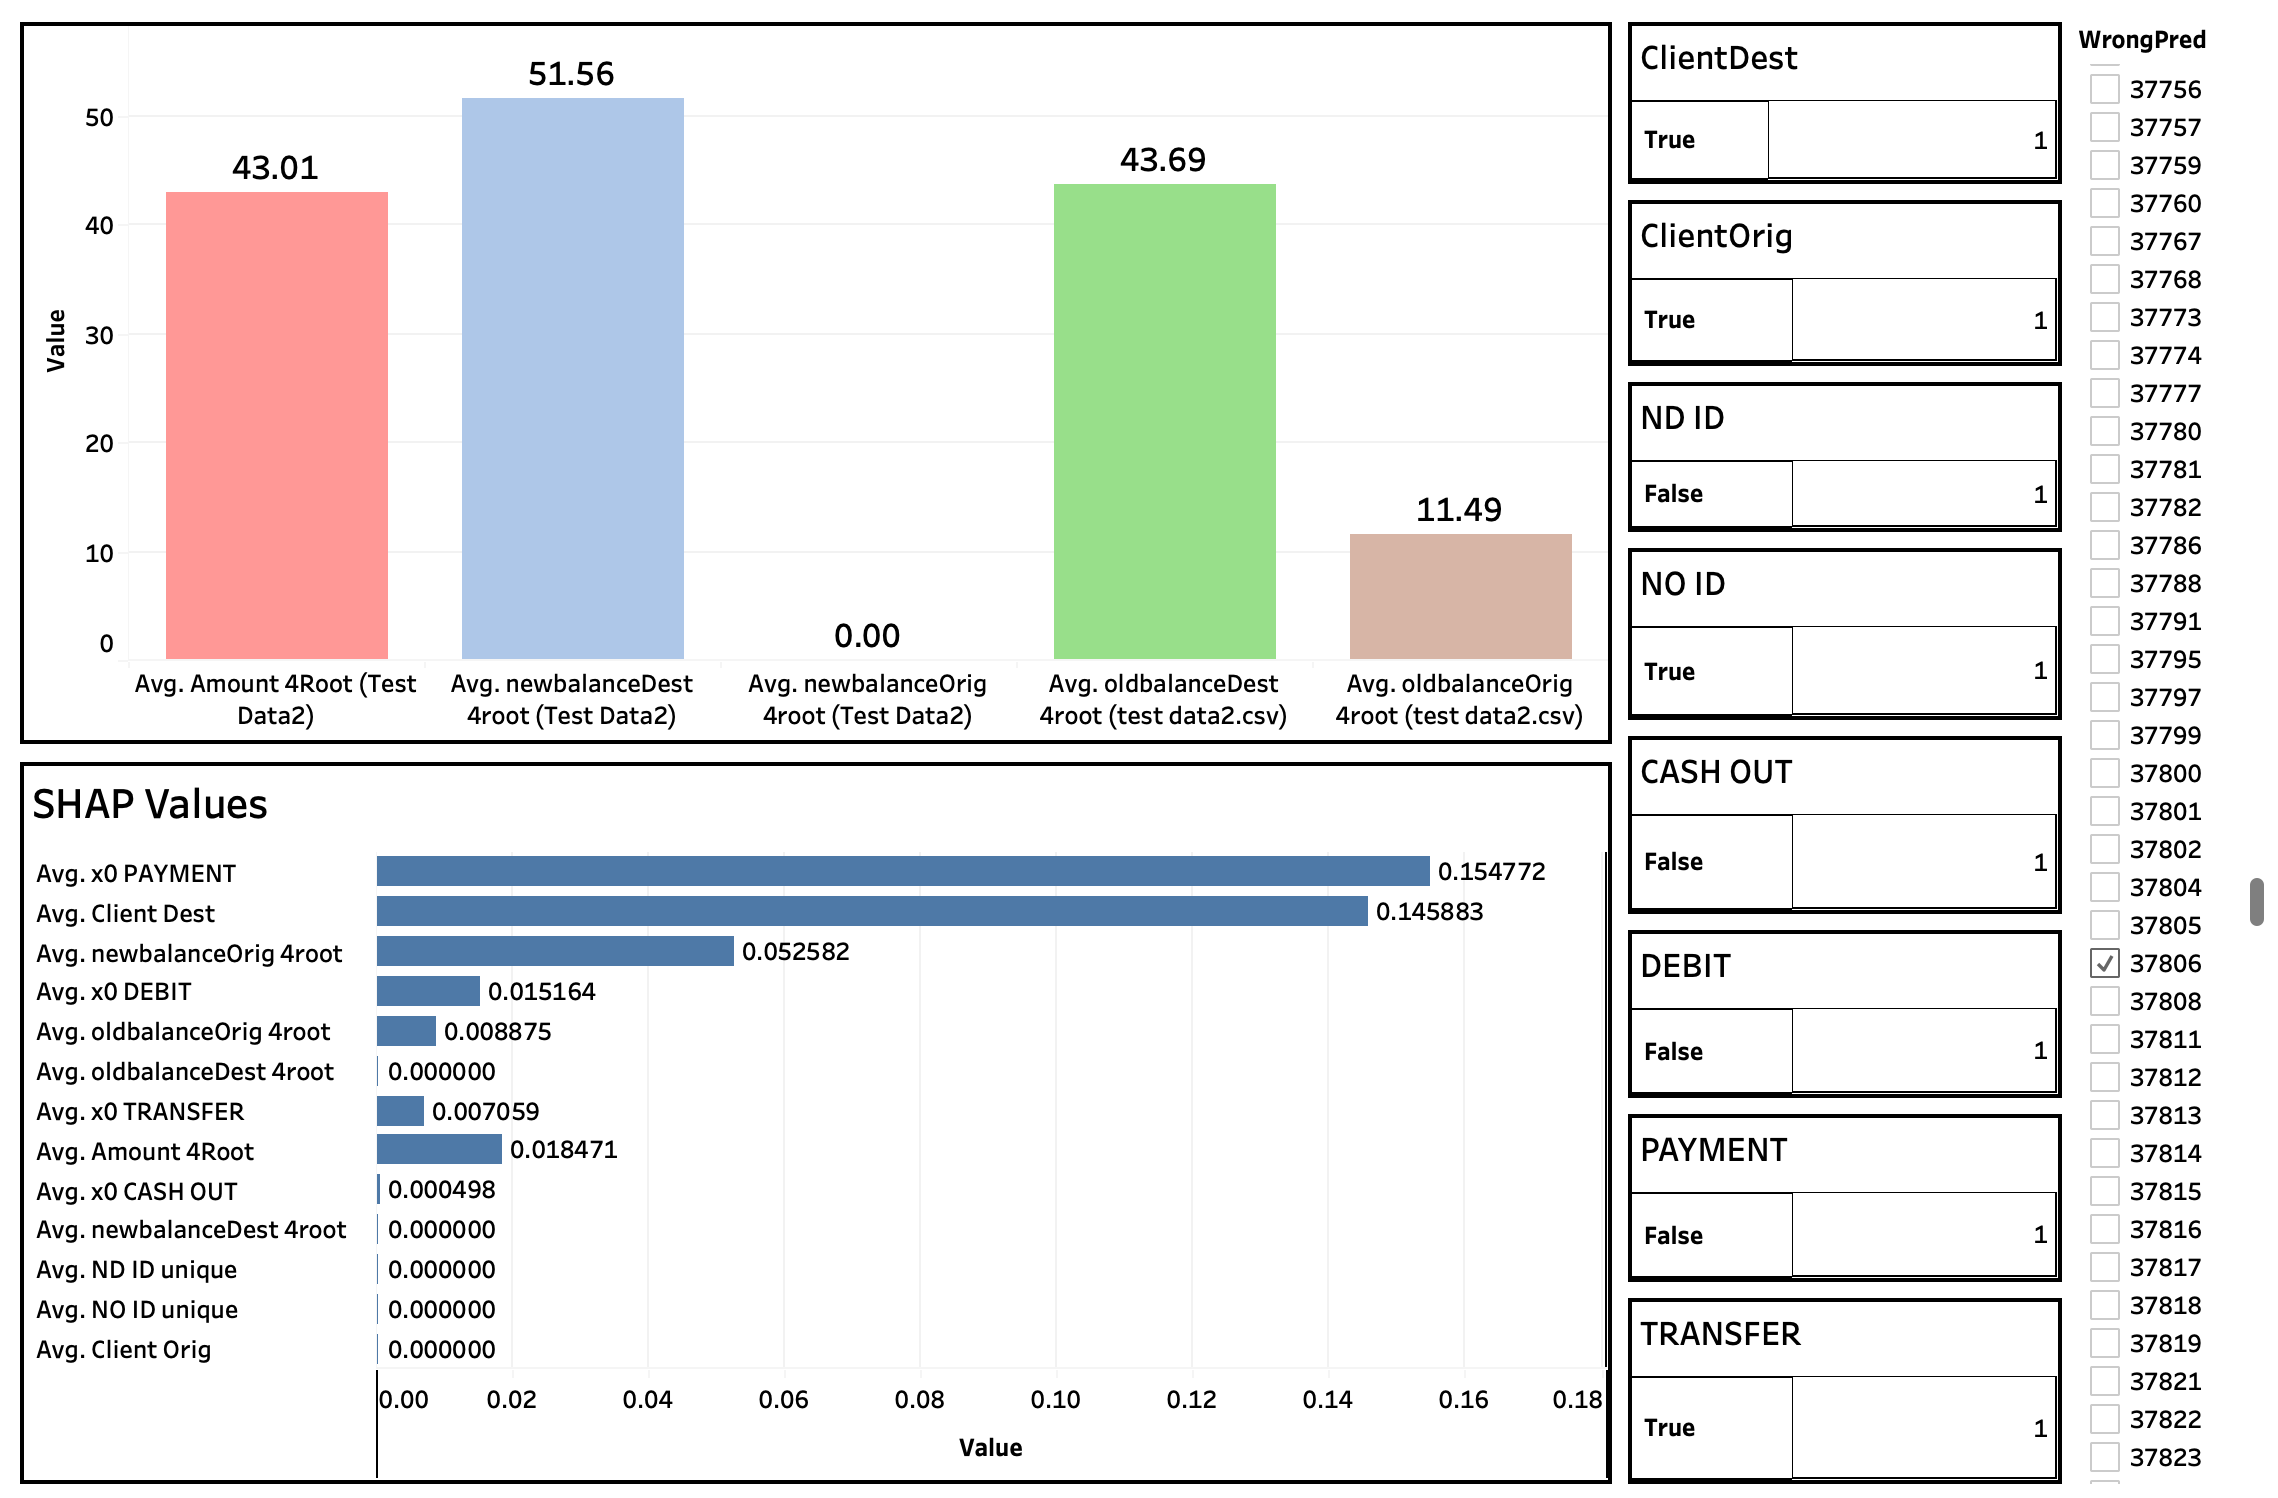 51.56
43.01
43.69
11.49
0.00
50
40
30
20
10
0
Value
Avg. Amount 4Root (Test
Data2)
Avg. newbalanceDest
4root (Test Data2)
Avg. newbalanceOrig
4root (Test Data2)
Avg. oldbalanceDest
4root (test data2.csv)
Avg. oldbalanceOrig
4root (test data2.csv)
SHAP Values
Avg. x0 PAYMENT 0.154772
Avg. Client Dest 0.145883
Avg. newbalanceOrig 4root 0.052582
Avg. x0 DEBIT 0.015164
Avg. oldbalanceOrig 4root 0.008875
Avg. oldbalanceDest 4root 0.000000
Avg. x0 TRANSFER 0.007059
Avg. Amount 4Root 0.018471
Avg. x0 CASH OUT 0.000498
Avg. newbalanceDest 4root 0.000000
Avg. ND ID unique 0.000000
Avg. NO ID unique 0.000000
Avg. Client Orig 0.000000
0.00 0.02 0.04 0.06 0.08 0.10 0.12 0.14 0.16 0.18
Value
ClientDest
True 1
ClientOrig
True 1
ND ID
False 1
NO ID
True 1
CASH OUT
False 1
DEBIT
False 1
PAYMENT
False 1
TRANSFER
True 1
WrongPred
37756
37757
37759
37760
37767
37768
37773
37774
37777
37780
37781
37782
37786
37788
37791
37795
37797
37799
37800
37801
37802
37804
37805
37806
37808
37811
37812
37813
37814
37815
37816
37817
37818
37819
37821
37822
37823